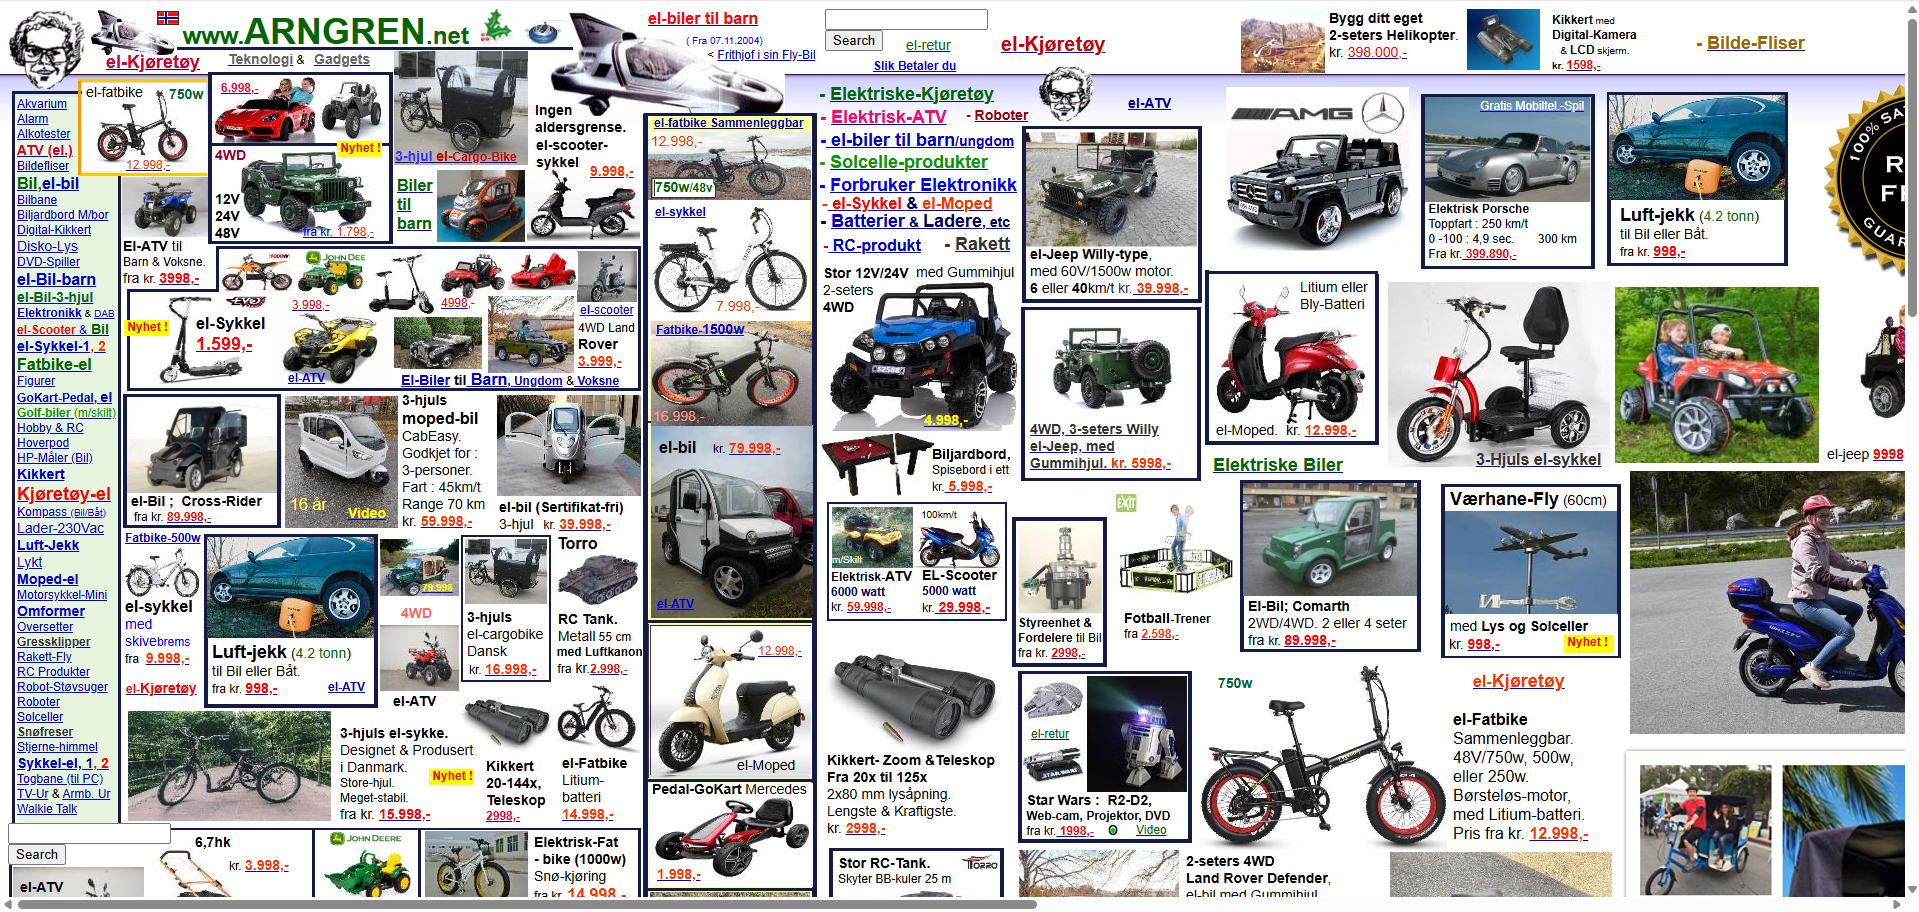 www.ARNGREN.net
el-Kjøretøy
Teknologi & Gadgets
el-biler til barn
( Fra 07.11.2004)
< Frithjof i sin Fly-Bil
Search
el-retur
Slik Betaler du
el-Kjøretøy
Bygg ditt eget
2-seters Helikopter.
kr. 398.000,-
Kikkert med
Digital-Kamera
& LCD skjerm.
kr. 1598,-
- Bilde-Fliser
Akvarium
Alarm
Alkotester
ATV (el.)
Bildefliser
Bil,el-bil
Bilbane
Biljardbord M/bor
Digital-Kikkert
Disko-Lys
DVD-Spiller
el-Bil-barn
el-Bil-3-hjul
Elektronikk & DAB
el-Scooter & Bil
el-Sykkel-1, 2
Fatbike-el
Figurer
GoKart-Pedal, el
Golf-biler (m/skilt)
Hobby & RC
Hoverpod
HP-Måler (Bil)
Kikkert
Kjøretøy-el
Kompass (Bil/Båt)
Lader-230Vac
Luft-Jekk
Lykt
Moped-el
Motorsykkel-Mini
Omformer
Oversetter
Gressklipper
Rakett-Fly
RC Produkter
Robot-Støvsuger
Roboter
Solceller
Snøfreser
Stjerne-himmel
Sykkel-el, 1, 2
Togbane (til PC)
TV-Ur & Armb. Ur
Walkie Talk
Search
el-ATV
el-fatbike
750w
12.998,-
6.998,-
4WD
Nyhet !
12V
24V
48V
fra kr. 1.798,-
3-hjul el-Cargo-Bike
Ingen
aldersgrense.
el-scooter-
sykkel
9.998,-
Biler
til
barn
El-ATV til
Barn & Voksne.
fra kr. 3998,-
1000W
JOHN DEERE
3.998,-
4998,-
el-scooter
Nyhet !
EVO
el-Sykkel
1.599,-
el-ATV
4WD Land
Rover
3.999,-
El-Biler til Barn, Ungdom & Voksne
el-Bil ; Cross-Rider
fra kr. 89.998,-
16 år
Video
3-hjuls
moped-bil
CabEasy.
Godkjet for :
3-personer.
Fart : 45km/t
Range 70 km
kr. 59.998,-
el-bil (Sertifikat-fri)
3-hjul kr. 39.998,-
Fatbike-500w
el-sykkel
med
skivebrems
fra 9.998,-
el-Kjøretøy
Luft-jekk (4.2 tonn)
til Bil eller Båt.
fra kr. 998,-
el-ATV
79.998
4WD
el-ATV
3-hjuls
el-cargobike
Dansk
kr. 16.998,-
Torro
RC Tank.
Metall 55 cm
med Luftkanon
fra kr.2.998,-
3-hjuls el-sykke.
Designet & Produsert
i Danmark.
Store-hjul.
Meget-stabil.
fra kr. 15.998,-
Nyhet !
Kikkert
20-144x,
Teleskop
2998,-
el-Fatbike
Litium-
batteri
14.998,-
6,7hk
kr. 3.998,-
JOHN DEERE
Elektrisk-Fat
- bike (1000w)
Snø-kjøring
fra kr. 14.998,-
el-fatbike Sammenleggbar
12.998,-
750w/48v
el-sykkel
7.998,-
Fatbike-1500w
16.998,-
el-bil kr. 79.998,-
el-ATV
12.998,-
el-Moped
Pedal-GoKart Mercedes
1.998,-
- Elektriske-Kjøretøy
- Elektrisk-ATV
- Roboter
- el-biler til barn/ungdom
- Solcelle-produkter
- Forbruker Elektronikk
- el-Sykkel & el-Moped
- Batterier & Ladere, etc
- RC-produkt - Rakett
Stor 12V/24V med Gummihjul
2-seters
4WD
4.998,-
Biljardbord,
Spisebord i ett
kr. 5.998,-
m/Skilt
Elektrisk-ATV
6000 watt
kr. 59.998,-
100km/t
EL-Scooter
5000 watt
kr. 29.998,-
Kikkert- Zoom &Teleskop
Fra 20x til 125x
2x80 mm lysåpning.
Lengste & Kraftigste.
kr. 2998,-
Stor RC-Tank.
Skyter BB-kuler 25 m
TORRO
el-ATV
el-Jeep Willy-type,
med 60V/1500w motor.
6 eller 40km/t kr. 39.998,-
4WD, 3-seters Willy
el-Jeep, med
Gummihjul. kr. 5998,-
Styreenhet &
Fordelere til Bil
fra kr. 2998,-
EXIT
Fotball-Trener
fra 2.598,-
el-retur
STAR WARS
Star Wars : R2-D2,
Web-cam, Projektor, DVD
fra kr. 1998,- Video
2-seters 4WD
Land Rover Defender,
el-bil med Gummihjul
AMG
Litium eller
Bly-Batteri
el-Moped. kr. 12.998,-
Elektriske Biler
El-Bil; Comarth
2WD/4WD. 2 eller 4 seter
fra kr. 89.998,-
750w
Gratis Mobiltel.-Spil
Elektrisk Porsche
Toppfart : 250 km/t
0 -100 : 4,9 sec. 300 km
Fra kr. 399.890,-
3-Hjuls el-sykkel
Værhane-Fly (60cm)
med Lys og Solceller
kr. 998,-
Nyhet !
el-Kjøretøy
el-Fatbike
Sammenleggbar.
48V/750w, 500w,
eller 250w.
Børsteløs-motor,
med Litium-batteri.
Pris fra kr. 12.998,-
Luft-jekk (4.2 tonn)
til Bil eller Båt.
fra kr. 998,-
100% SA
R
F
GUAR
el-jeep 9998